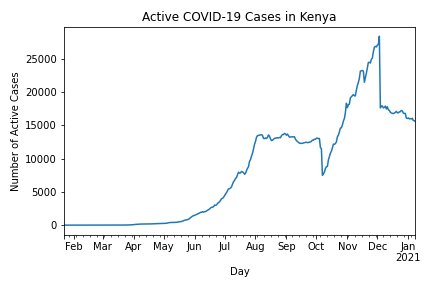 Active COVID-19 Cases in Kenya
Number of Active Cases
25000
20000
15000
10000
5000
0
Feb Mar Apr May Jun Jul Aug Sep Oct Nov Dec Jan
2021
Day